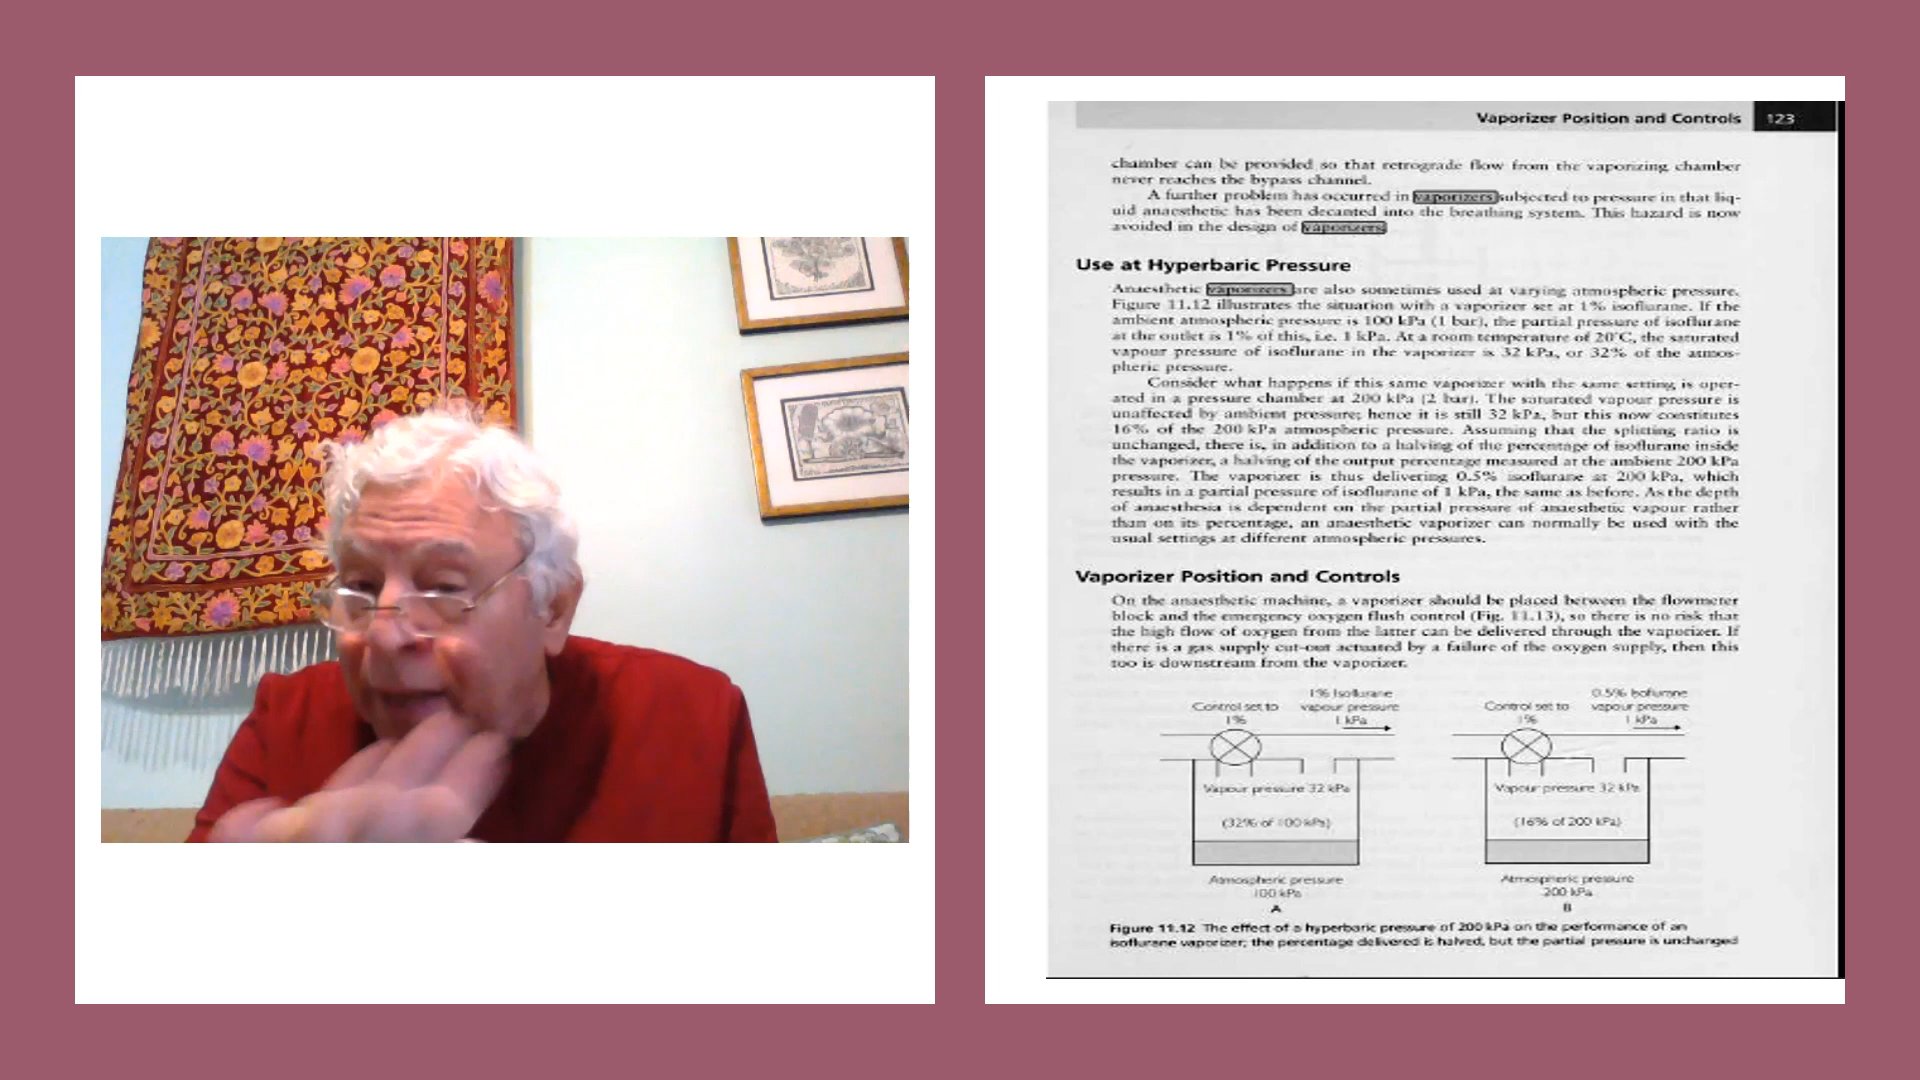 Vaporizer Position and Controls 123
chamber can be provided so that retrograde flow from the vaporizing chamber
never reaches the bypass channel.
A further problem has occurred in vaporizers subjected to pressure in that liq-
uid anaesthetic has been decanted into the breathing system. This hazard is now
avoided in the design of vaporizers.
Use at Hyperbaric Pressure
Anaesthetic vaporizers are also sometimes used at varying atmospheric pressure.
Figure 11.12 illustrates the situation with a vaporizer set at 1% isoflurane. If the
ambient atmospheric pressure is 100 kPa (1 bar), the partial pressure of isoflurane
at the outlet is 1% of this, i.e. 1 kPa. At a room temperature of 20°C, the saturated
vapour pressure of isoflurane in the vaporizer is 32 kPa, or 32% of the atmos-
pheric pressure.
Consider what happens if this same vaporizer with the same setting is oper-
ated in a pressure chamber at 200 kPa (2 bar). The saturated vapour pressure is
unaffected by ambient pressure; hence it is still 32 kPa, but this now constitutes
16% of the 200 kPa atmospheric pressure. Assuming that the splitting ratio is
unchanged, there is, in addition to a halving of the percentage of isoflurane inside
the vaporizer, a halving of the output percentage measured at the ambient 200 kPa
pressure. The vaporizer is thus delivering 0.5% isoflurane at 200 kPa, which
results in a partial pressure of isoflurane of 1 kPa, the same as before. As the depth
of anaesthesia is dependent on the partial pressure of anaesthetic vapour rather
than on its percentage, an anaesthetic vaporizer can normally be used with the
usual settings at different atmospheric pressures.
Vaporizer Position and Controls
On the anaesthetic machine, a vaporizer should be placed between the flowmeter
block and the emergency oxygen flush control (Fig. 11.13), so there is no risk that
the high flow of oxygen from the latter can be delivered through the vaporizer. If
there is a gas supply cut-out actuated by a failure of the oxygen supply, then this
too is downstream from the vaporizer.
Control set to
1%
1% Isoflurane
vapour pressure
1 kPa
Vapour pressure 32 kPa
(32% of 100 kPa)
Atmospheric pressure
100 kPa
A
Control set to
1%
0.5% Isoflurane
vapour pressure
1 kPa
Vapour pressure 32 kPa
(16% of 200 kPa)
Atmospheric pressure
200 kPa
B
Figure 11.12 The effect of a hyperbaric pressure of 200 kPa on the performance of an
isoflurane vaporizer; the percentage delivered is halved, but the partial pressure is unchanged